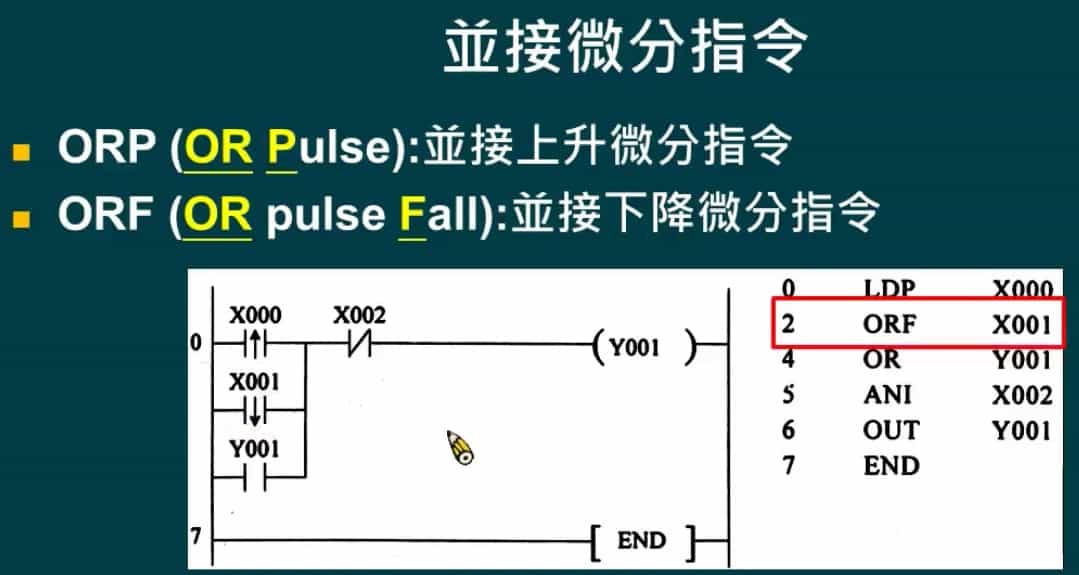 並接微分指令
ORP (OR Pulse):並接上升微分指令
ORF (OR pulse Fall):並接下降微分指令
X000 X002
0 Y001
X001
Y001
7 END
0 LDP X000
2 ORF X001
4 OR Y001
5 ANI X002
6 OUT Y001
7 END